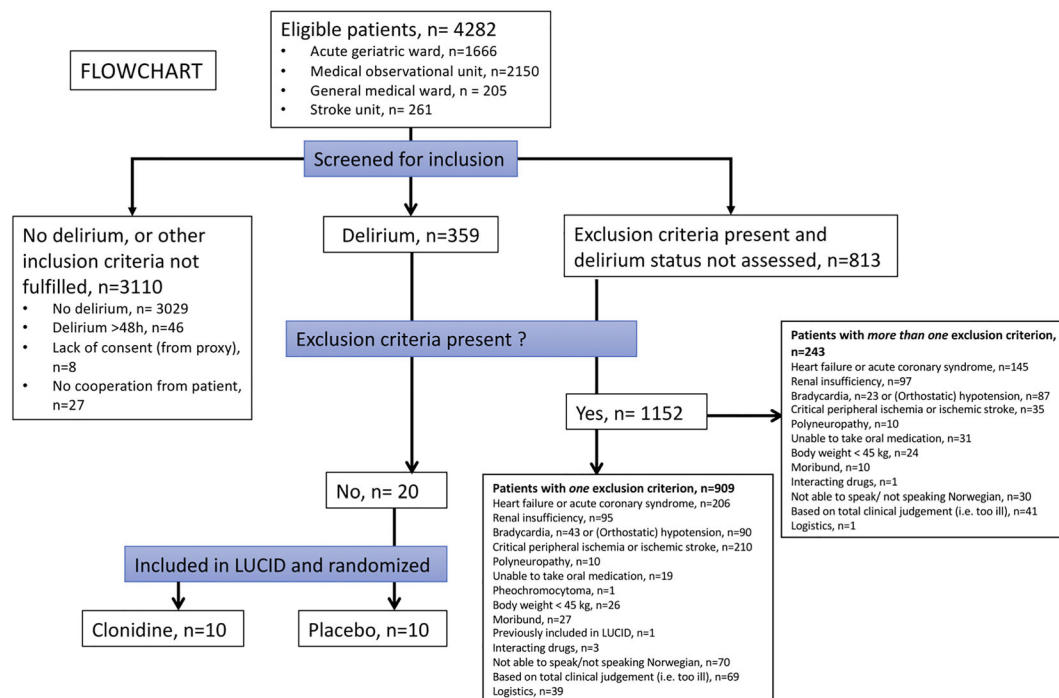 FLOWCHART
Eligible patients, n= 4282
• Acute geriatric ward, n=1666
• Medical observational unit, n=2150
• General medical ward, n = 205
• Stroke unit, n= 261
Screened for inclusion
No delirium, or other
inclusion criteria not
fulfilled, n=3110
• No delirium, n= 3029
• Delirium >48h, n=46
• Lack of consent (from proxy),
n=8
• No cooperation from patient,
n=27
Delirium, n=359
Exclusion criteria present and
delirium status not assessed, n=813
Exclusion criteria present ?
Yes, n= 1152
Patients with more than one exclusion criterion,
n=243
Heart failure or acute coronary syndrome, n=145
Renal insufficiency, n=97
Bradycardia, n=23 or (Orthostatic) hypotension, n=87
Critical peripheral ischemia or ischemic stroke, n=35
Polyneuropathy, n=10
Unable to take oral medication, n=31
Body weight < 45 kg, n=24
Moribund, n=10
Interacting drugs, n=1
Not able to speak/ not speaking Norwegian, n=30
Based on total clinical judgement (i.e. too ill), n=41
Logistics, n=1
No, n= 20
Patients with one exclusion criterion, n=909
Heart failure or acute coronary syndrome, n=206
Renal insufficiency, n=95
Bradycardia, n=43 or (Orthostatic) hypotension, n=90
Critical peripheral ischemia or ischemic stroke, n=210
Polyneuropathy, n=10
Unable to take oral medication, n=19
Pheochromocytoma, n=1
Body weight < 45 kg, n=26
Moribund, n=27
Previously included in LUCID, n=1
Interacting drugs, n=3
Not able to speak/not speaking Norwegian, n=70
Based on total clinical judgement (i.e. too ill), n=69
Logistics, n=39
Included in LUCID and randomized
Clonidine, n=10
Placebo, n=10